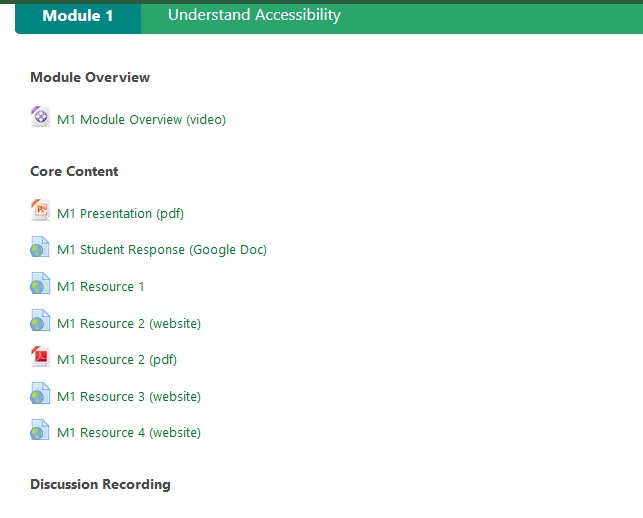 Module 1 Understand Accessibility
Module Overview
M1 Module Overview (video)
Core Content
M1 Presentation (pdf)
M1 Student Response (Google Doc)
M1 Resource 1
M1 Resource 2 (website)
M1 Resource 2 (pdf)
M1 Resource 3 (website)
M1 Resource 4 (website)
Discussion Recording